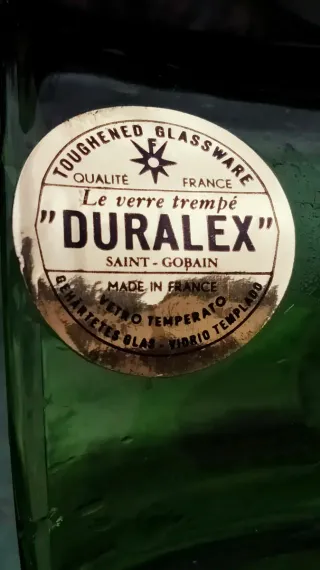 TOUGHENED GLASSWARE
F
QUALITÉ FRANCE
Le verre trempé
"DURALEX"
SAINT-GOBAIN
MADE IN FRANCE
VETRO TEMPERATO
GEHÄRTETES GLAS - VIDRIO TEMPLADO